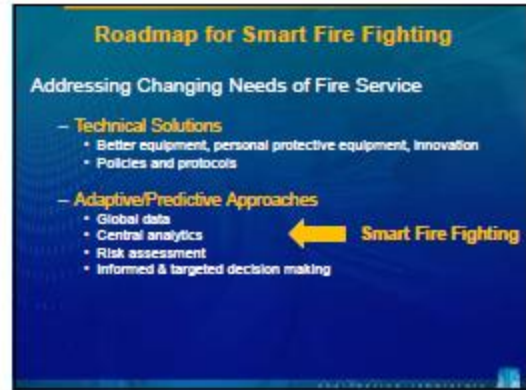 Roadmap for Smart Fire Fighting
Addressing Changing Needs of Fire Service
– Technical Solutions
• Better equipment, personal protective equipment, innovation
• Policies and protocols
– Adaptive/Predictive Approaches
• Global data
• Central analytics
• Risk assessment
• Informed & targeted decision making
Smart Fire Fighting